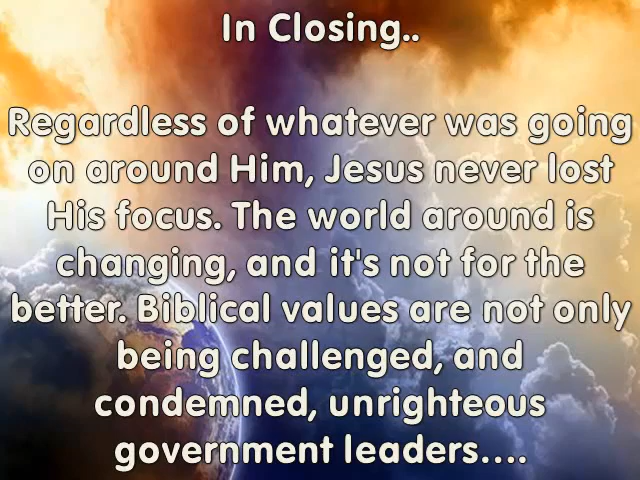 In Closing..
Regardless of whatever was going
on around Him, Jesus never lost
His focus. The world around is
changing, and it's not for the
better. Biblical values are not only
being challenged, and
condemned, unrighteous
government leaders....